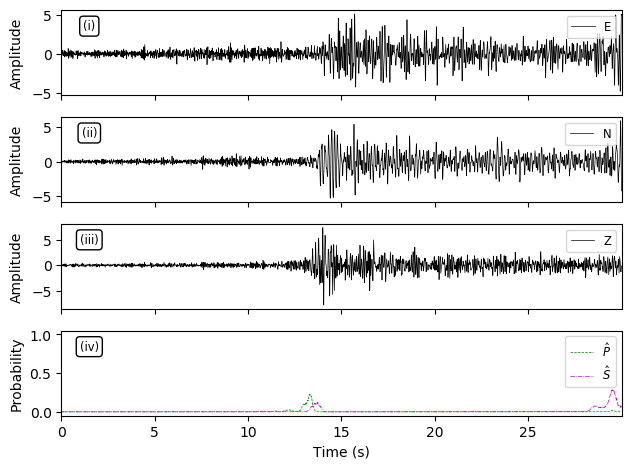 (i)
E
Amplitude
5
0
−5
(ii)
N
Amplitude
5
0
−5
(iii)
Z
Amplitude
5
0
−5
(iv)
P̂
Ŝ
Probability
1.0
0.5
0.0
0 5 10 15 20 25
Time (s)